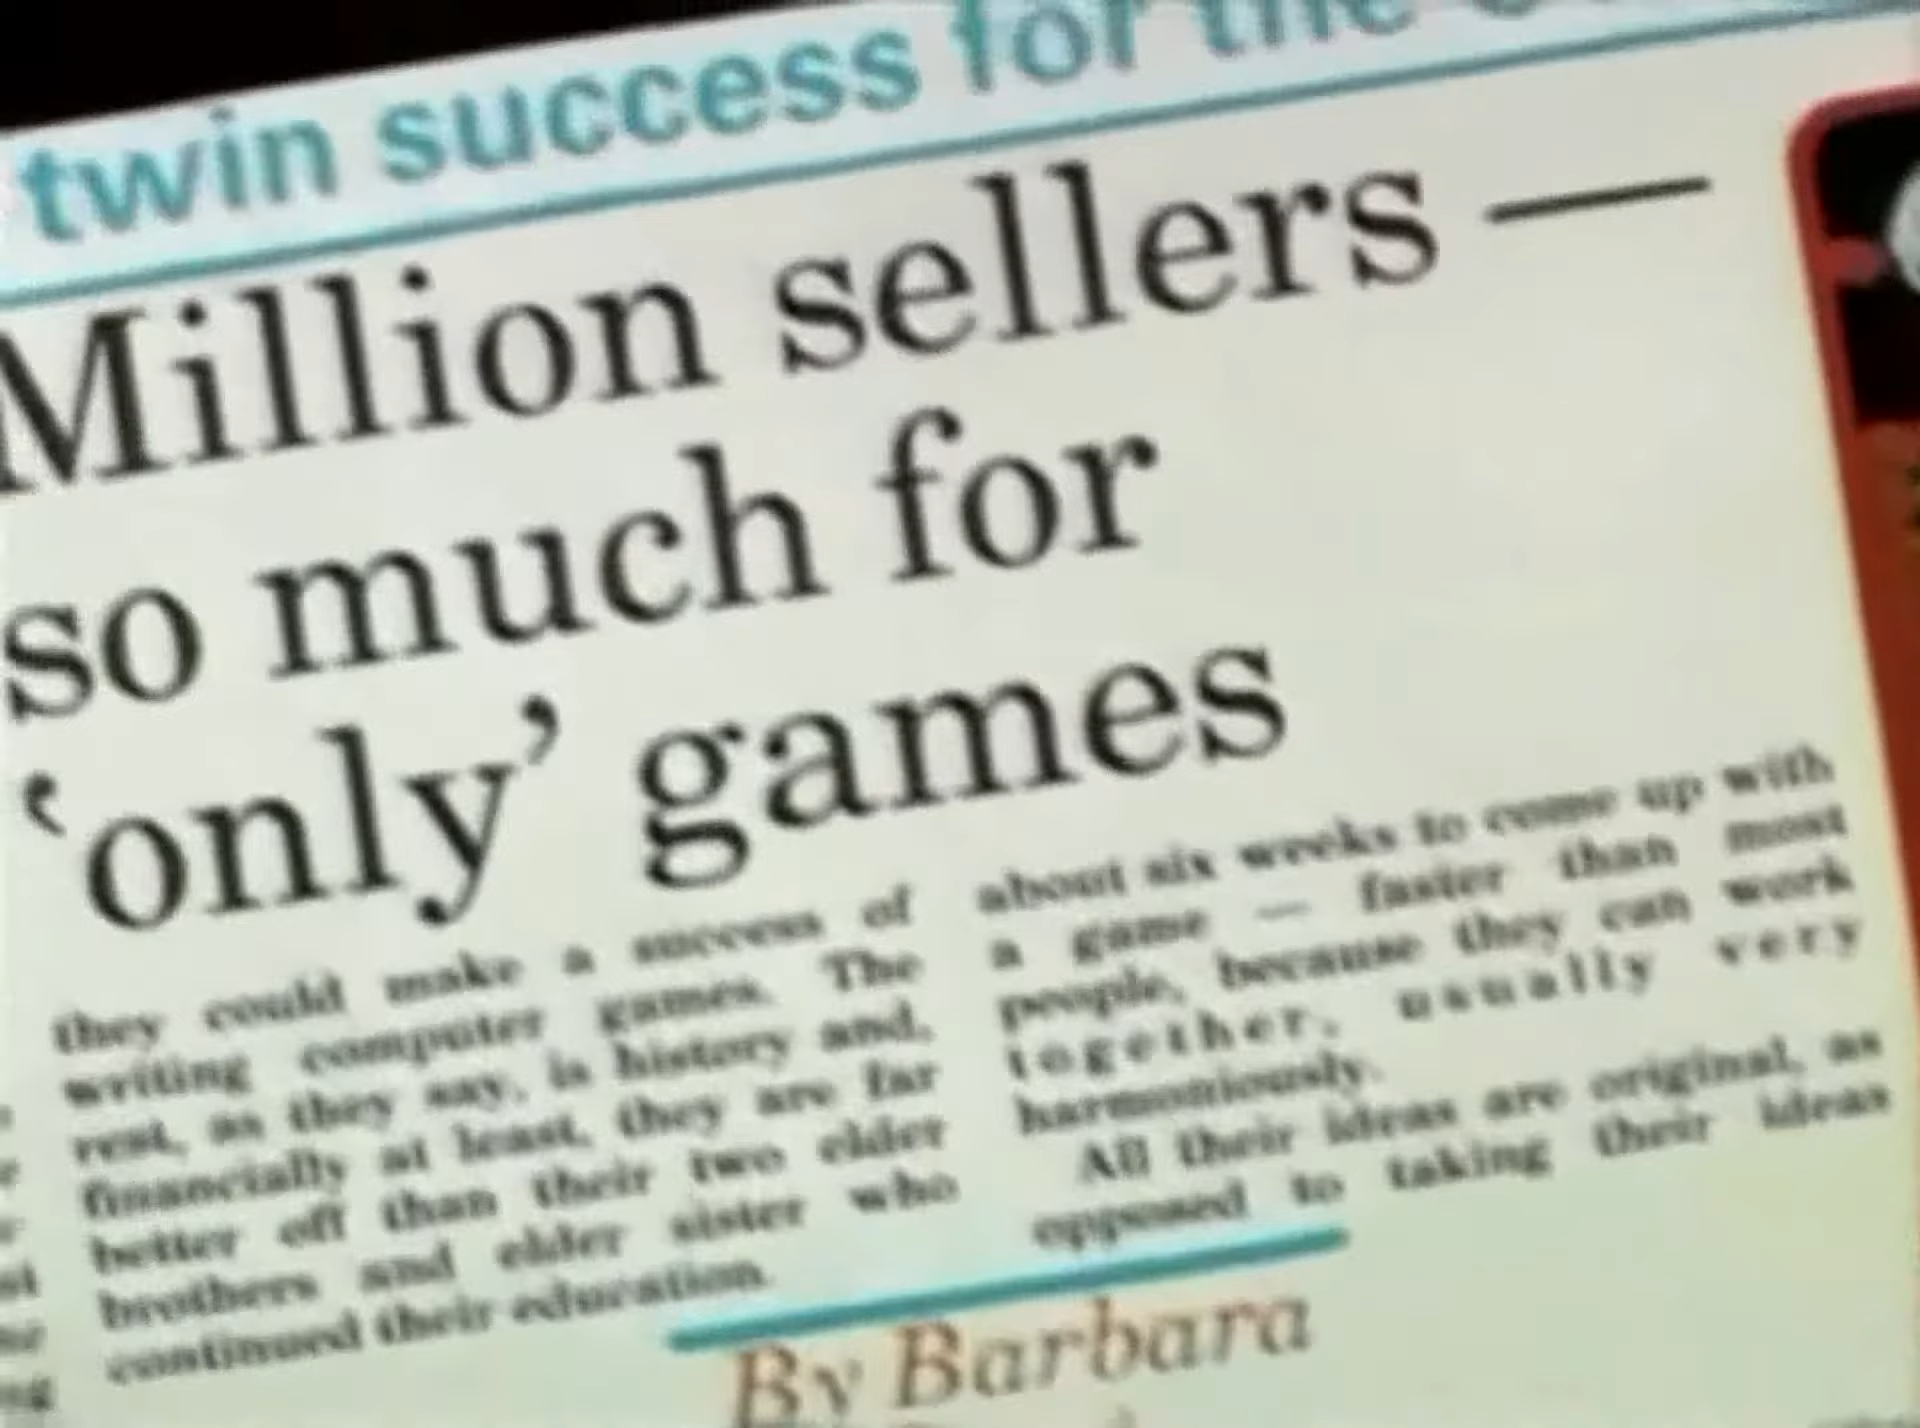 twin success for the
Million sellers —
so much for
‘only’ games
they could make a success of
writing computer games. The
rest, as they say, is history and,
financially at least, they are far
better off than their two elder
brothers and elder sister who
continued their education.
about six weeks to come up with
a game — faster than most
people, because they can work
together, usually very
harmoniously.
All their ideas are original, as
opposed to taking their ideas
By Barbara